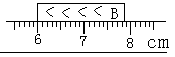 < < < < B
6 7 8 cm